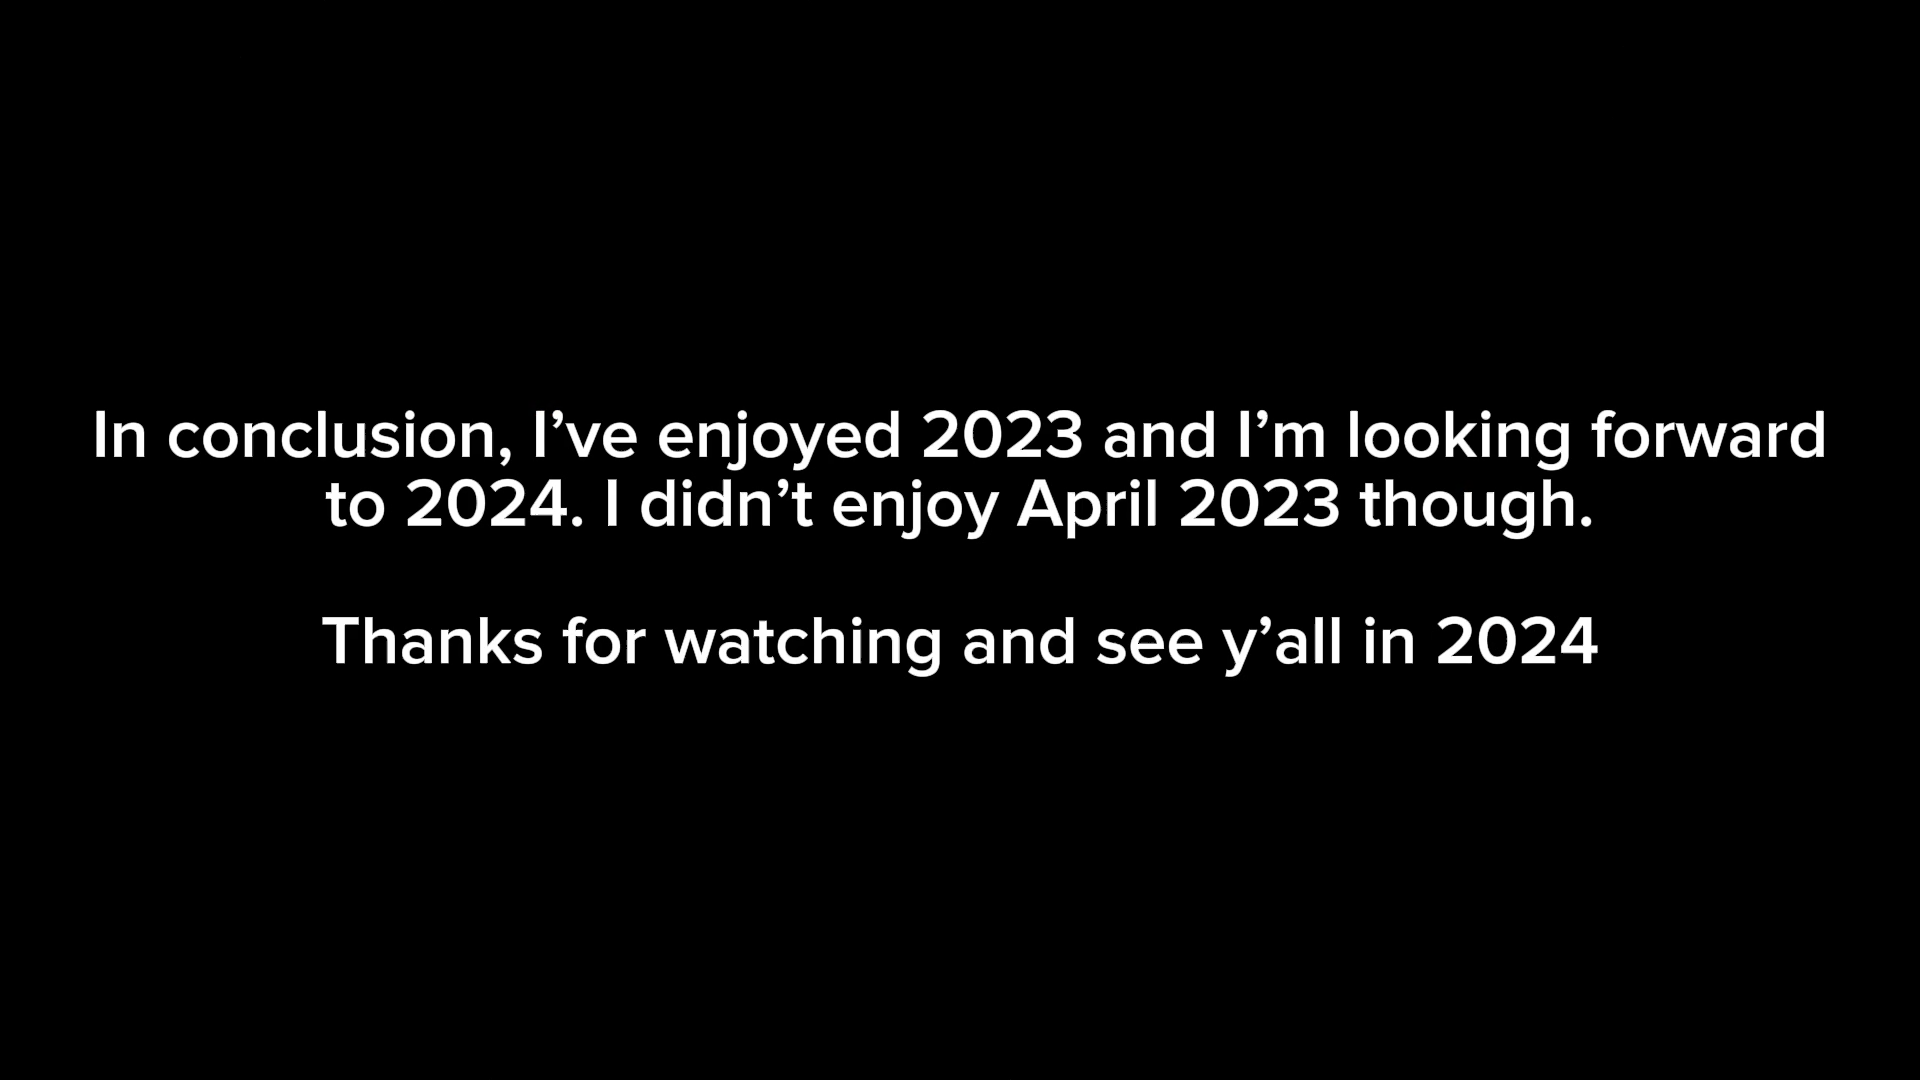 In conclusion, I’ve enjoyed 2023 and I’m looking forward
to 2024. I didn’t enjoy April 2023 though.
Thanks for watching and see y’all in 2024